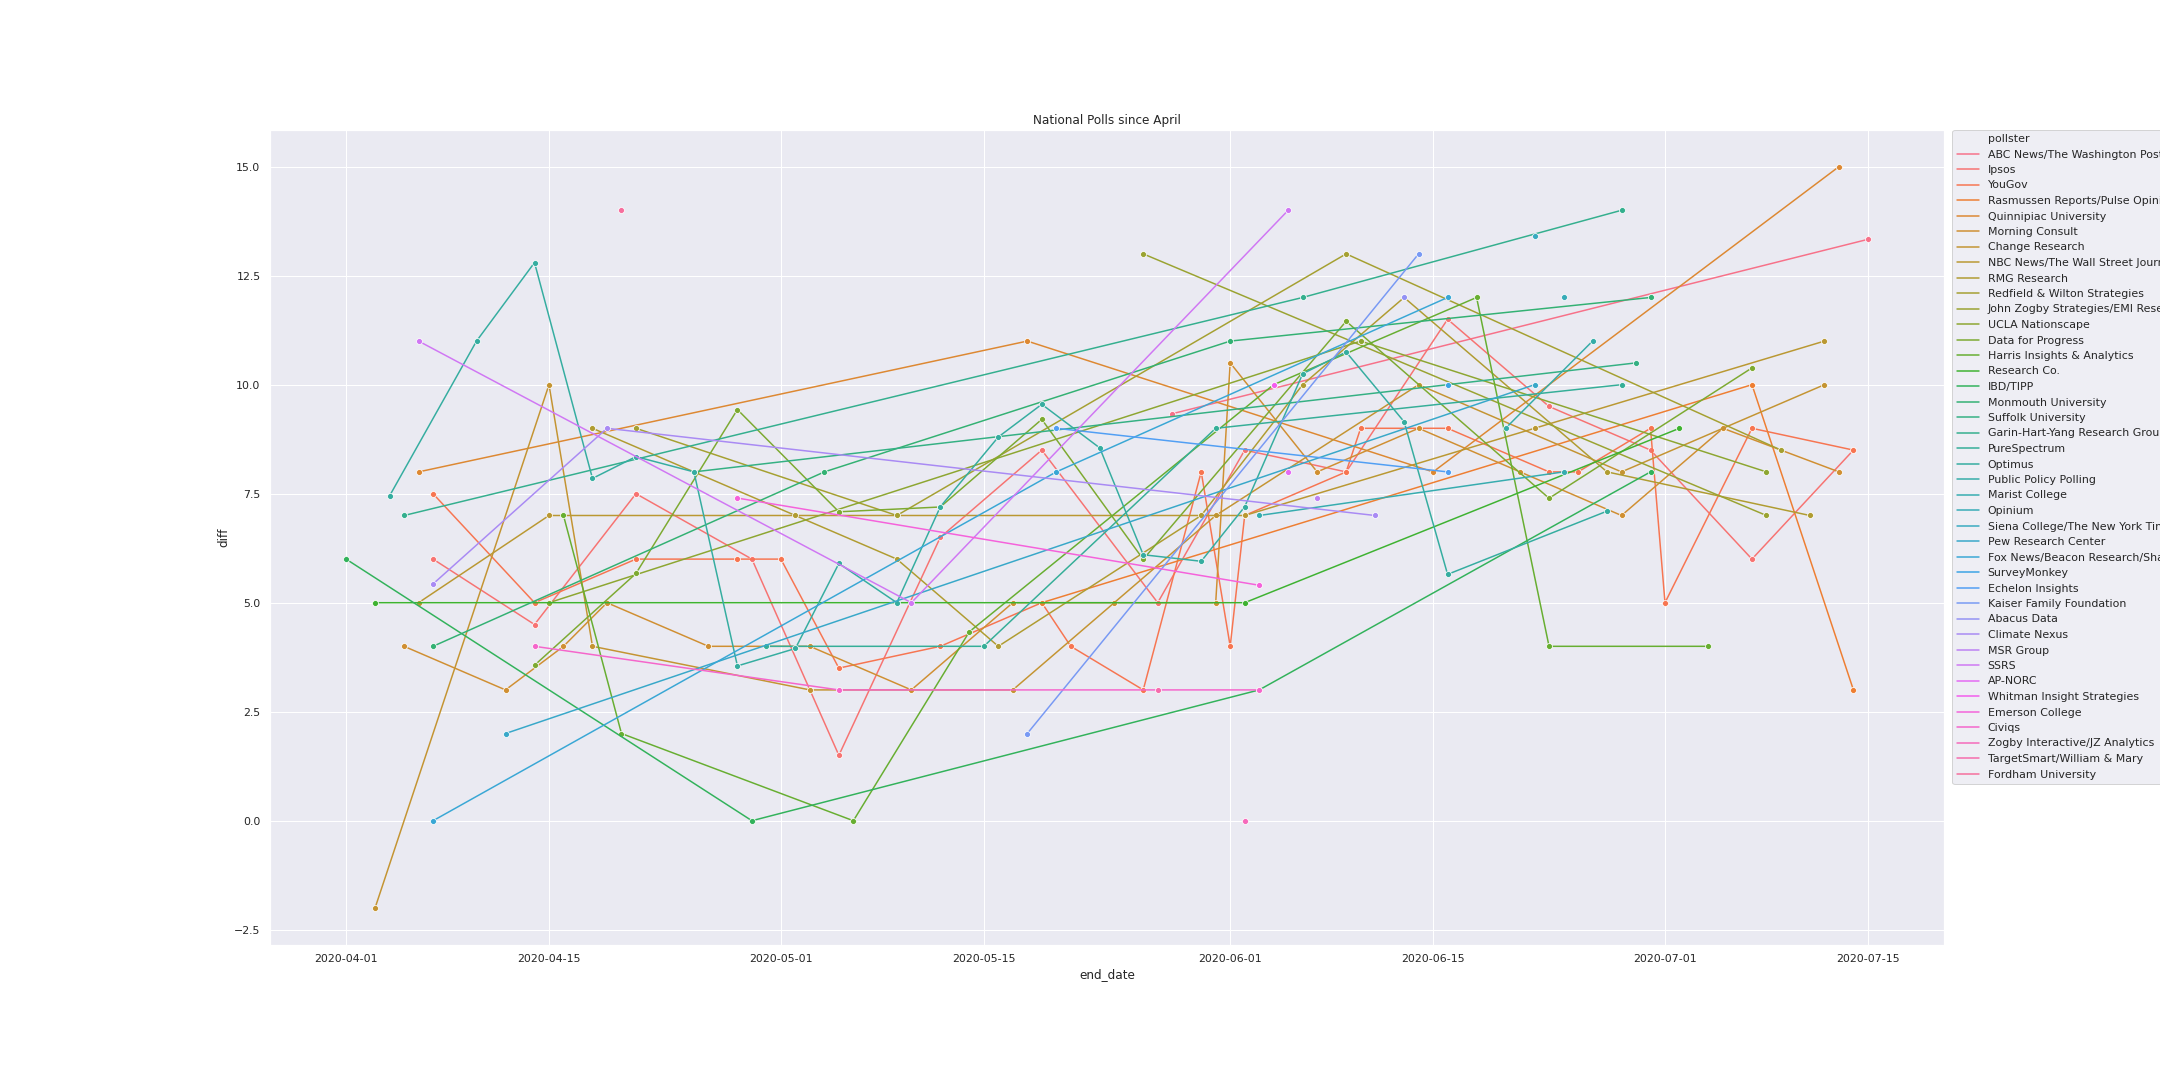 National Polls since April
15.0
12.5
10.0
7.5
5.0
2.5
0.0
−2.5
diff
2020-04-01
2020-04-15
2020-05-01
2020-05-15
2020-06-01
2020-06-15
2020-07-01
2020-07-15
end_date
pollster
ABC News/The Washington Post
Ipsos
YouGov
Rasmussen Reports/Pulse Opin
Quinnipiac University
Morning Consult
Change Research
NBC News/The Wall Street Jour
RMG Research
Redfield & Wilton Strategies
John Zogby Strategies/EMI Rese
UCLA Nationscape
Data for Progress
Harris Insights & Analytics
Research Co.
IBD/TIPP
Monmouth University
Suffolk University
Garin-Hart-Yang Research Grou
PureSpectrum
Optimus
Public Policy Polling
Marist College
Opinium
Siena College/The New York Tim
Pew Research Center
Fox News/Beacon Research/Sha
SurveyMonkey
Echelon Insights
Kaiser Family Foundation
Abacus Data
Climate Nexus
MSR Group
SSRS
AP-NORC
Whitman Insight Strategies
Emerson College
Civiqs
Zogby Interactive/JZ Analytics
TargetSmart/William & Mary
Fordham University